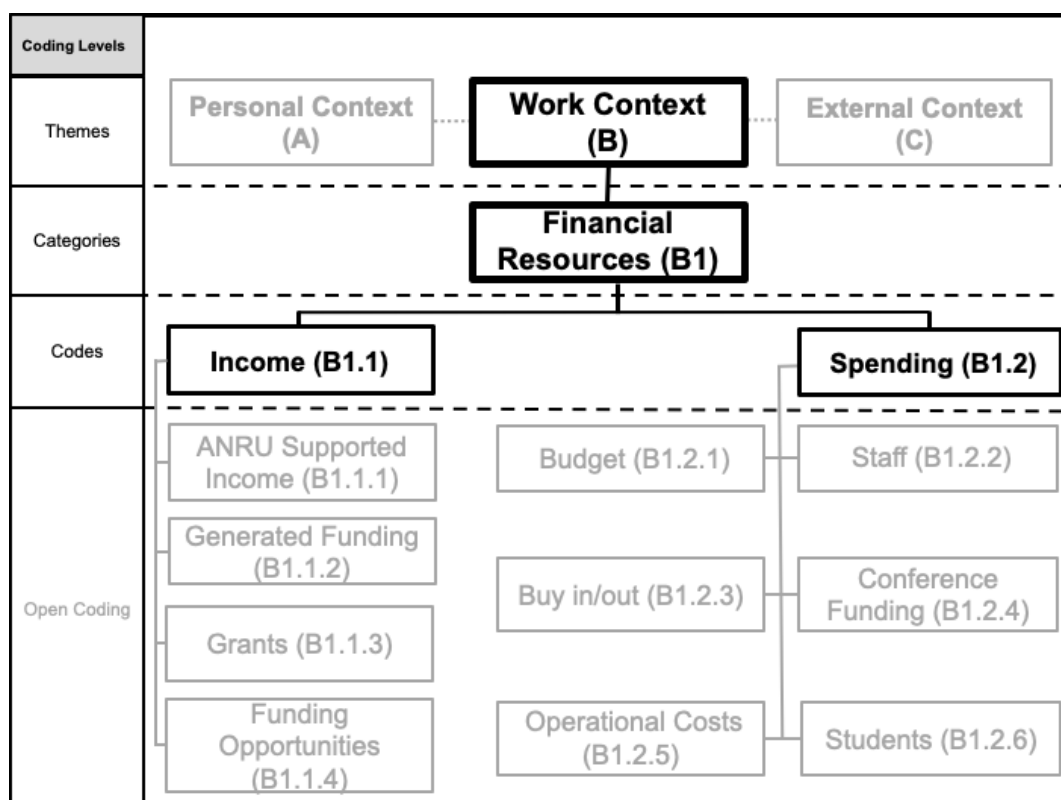 Coding Levels
Themes
Personal Context
(A)
Work Context
(B)
External Context
(C)
Categories
Financial
Resources (B1)
Codes
Income (B1.1)
Spending (B1.2)
Open Coding
ANRU Supported
Income (B1.1.1)
Generated Funding
(B1.1.2)
Grants (B1.1.3)
Funding
Opportunities
(B1.1.4)
Budget (B1.2.1)
Staff (B1.2.2)
Buy in/out (B1.2.3)
Conference
Funding (B1.2.4)
Operational Costs
(B1.2.5)
Students (B1.2.6)